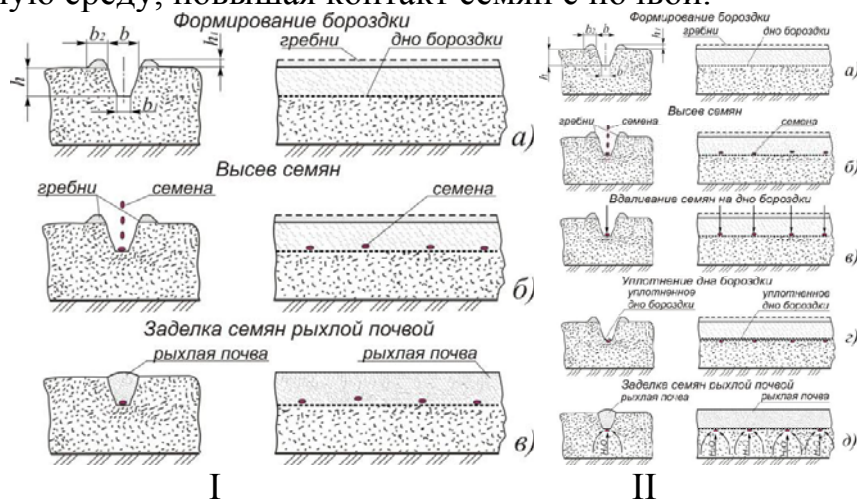 ную среду, повышая контакт семян с почвой.
Формирование бороздки
b₂ b h₁
гребни дно бороздки
h
b₁
а)
Высев семян
гребни семена семена
б)
Заделка семян рыхлой почвой
рыхлая почва рыхлая почва
в)
I
Формирование бороздки
b₂ b h₁
гребни дно бороздки
h
а)
Высев семян
гребни семена семена
б)
Вдавливание семян на дно бороздки
в)
Уплотнение дна бороздки
уплотненное дно бороздки
уплотненное дно бороздки
г)
Заделка семян рыхлой почвой
рыхлая почва рыхлая почва
д)
II